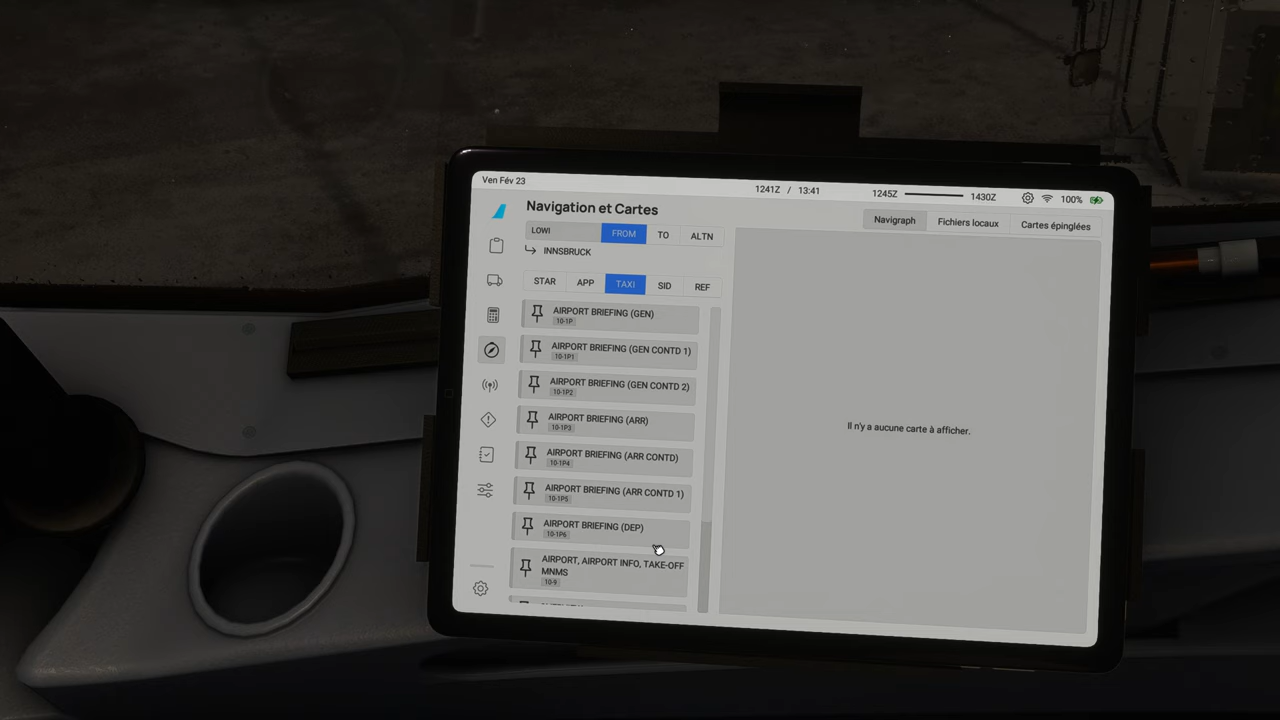 Ven Fév 23
1241Z / 13:41
1245Z 1430Z
100%
Navigation et Cartes
Navigraph
Fichiers locaux
Cartes épinglées
LOWI
FROM
TO
ALTN
INNSBRUCK
STAR
APP
TAXI
SID
REF
AIRPORT BRIEFING (GEN)
10-1P
AIRPORT BRIEFING (GEN CONTD 1)
10-1P1
AIRPORT BRIEFING (GEN CONTD 2)
10-1P2
AIRPORT BRIEFING (ARR)
10-1P3
AIRPORT BRIEFING (ARR CONTD)
10-1P4
AIRPORT BRIEFING (ARR CONTD 1)
10-1P5
AIRPORT BRIEFING (DEP)
10-1P6
AIRPORT, AIRPORT INFO, TAKE-OFF
MNMS
10-9
Il n'y a aucune carte à afficher.